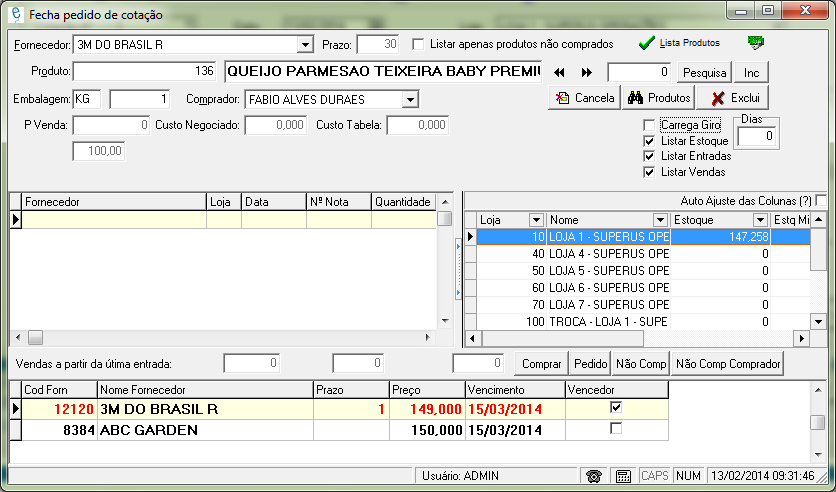 Fecha pedido de cotação
Fornecedor: 3M DO BRASIL R Prazo: 30 Listar apenas produtos não comprados Lista Produtos
Produto: 136 QUEIJO PARMESAO TEIXEIRA BABY PREMI 0 Pesquisa Inc
Embalagem: KG 1 Comprador: FABIO ALVES DURAES Cancela Produtos Exclui
P Venda: 0 Custo Negociado: 0,000 Custo Tabela: 0,000
100,00
Carrega Giro Dias
Listar Estoque 0
Listar Entradas
Listar Vendas
Auto Ajuste das Colunas (?)
Fornecedor Loja Data Nº Nota Quantidade
Loja Nome Estoque Estq Mi
10 LOJA 1 - SUPERUS OPE 147,258
40 LOJA 4 - SUPERUS OPE 0
50 LOJA 5 - SUPERUS OPE 0
60 LOJA 6 - SUPERUS OPE 0
70 LOJA 7 - SUPERUS OPE 0
100 TROCA - LOJA 1 - SUPE 0
Vendas a partir da útima entrada: 0 0 0 Comprar Pedido Não Comp Não Comp Comprador
Cod Forn Nome Fornecedor Prazo Preço Vencimento Vencedor
12120 3M DO BRASIL R 1 149,000 15/03/2014
8384 ABC GARDEN 150,000 15/03/2014
Usuário: ADMIN CAPS NUM 13/02/2014 09:31:46